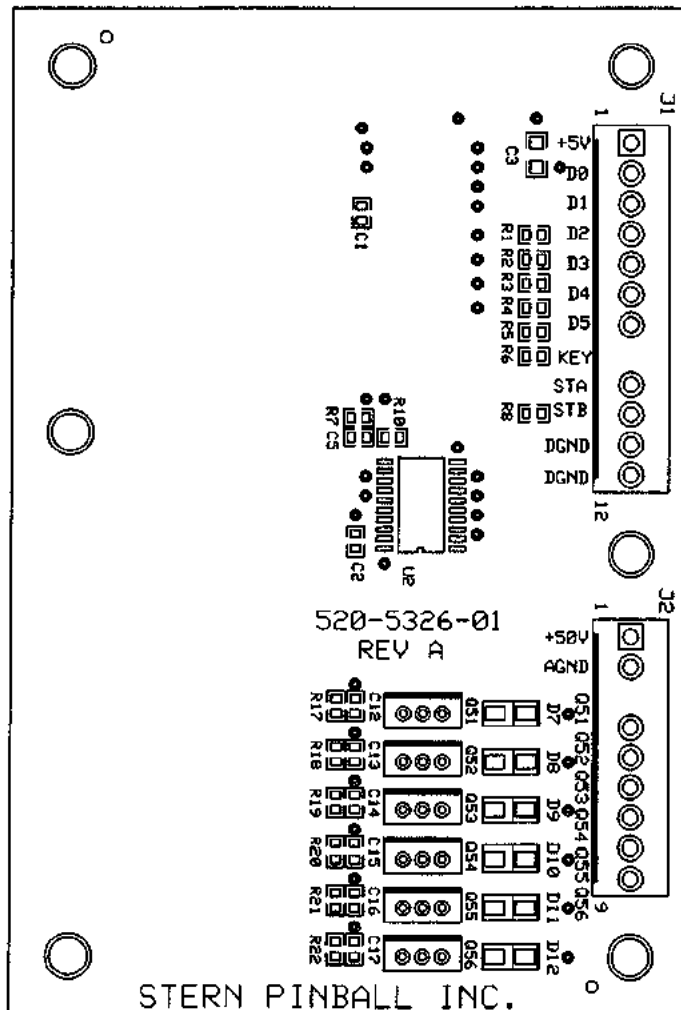 J1
1
+5V
C3
D0
D1
C1
R1
D2
R2
D3
R3
R4
D4
R5
D5
R6
KEY
STA
R7
R10
R8
STB
C5
DGND
DGND
12
C2
U2
J2
1
520-5326-01
+50V
REV A
AGND
R17
C12
Q51
D7
Q51
R18
C13
Q52
D8
Q52
R19
C14
Q53
D9
Q53
R20
C15
Q54
D10
Q54
R21
C16
Q55
D11
Q55
R22
C17
Q56
D12
Q56
9
STERN PINBALL INC.